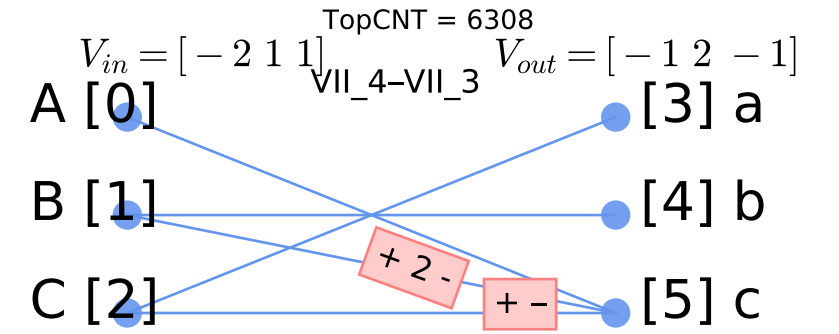 TopCNT = 6308
V_in = [ − 2 1 1]
V_out = [ − 1 2 − 1]
VII_4–VII_3
A [0]
[3] a
B [1]
[4] b
+ 2 -
C [2]
+ –
[5] c